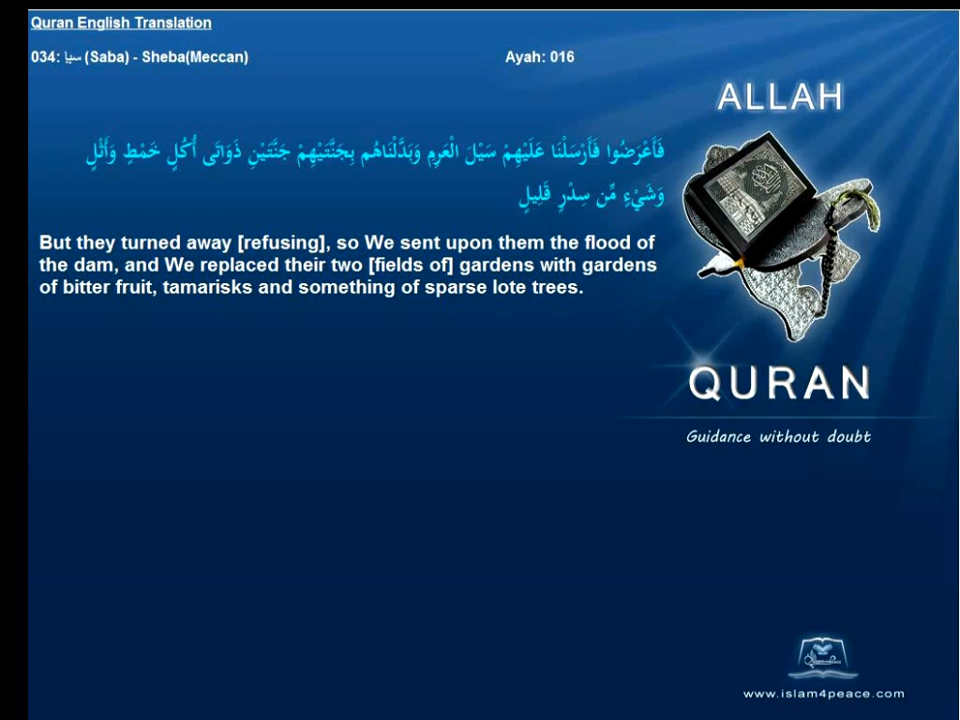 Quran English Translation
034: سبإ (Saba) - Sheba(Meccan) Ayah: 016
ALLAH
فَأَعْرَضُوا فَأَرْسَلْنَا عَلَيْهِمْ سَيْلَ الْعَرِمِ وَبَدَّلْنَاهُم بِجَنَّتَيْهِمْ جَنَّتَيْنِ ذَوَاتَى أُكُلٍ خَمْطٍ وَأَثْلٍ
وَشَيْءٍ مِّن سِدْرٍ قَلِيلٍ
But they turned away [refusing], so We sent upon them the flood of
the dam, and We replaced their two [fields of] gardens with gardens
of bitter fruit, tamarisks and something of sparse lote trees.
QURAN
Guidance without doubt
www.islam4peace.com